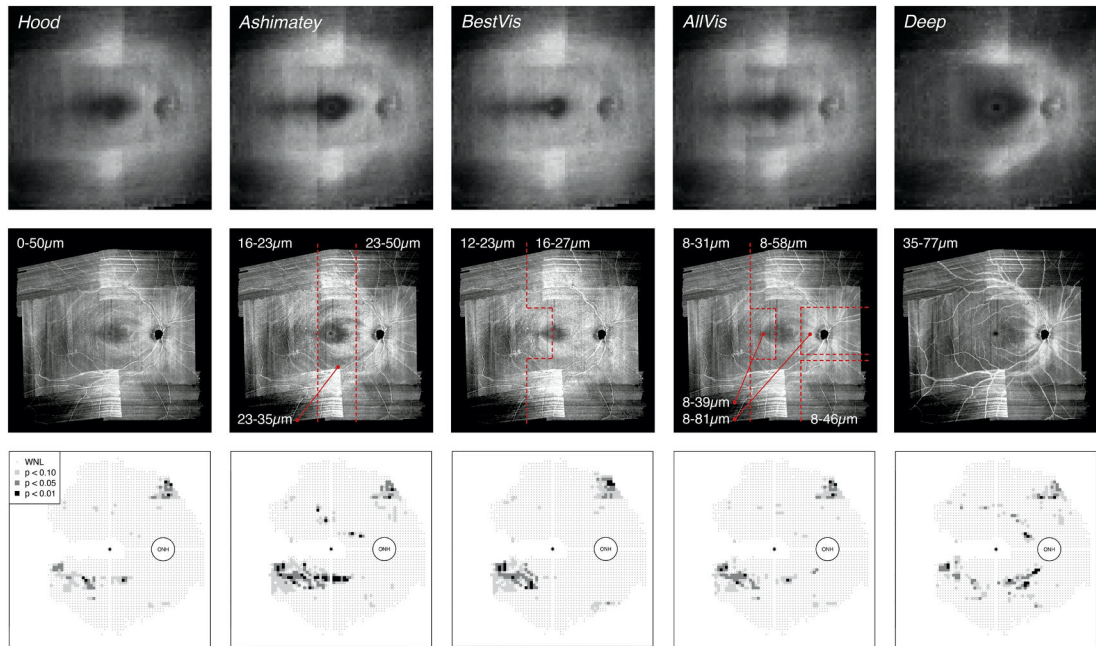 Hood
Ashimatey
BestVis
AllVis
Deep
0-50µm
16-23µm
23-50µm
23-35µm
12-23µm
16-27µm
8-31µm
8-58µm
8-39µm
8-81µm
8-46µm
35-77µm
WNL
p < 0.10
p < 0.05
p < 0.01
ONH
ONH
ONH
ONH
ONH